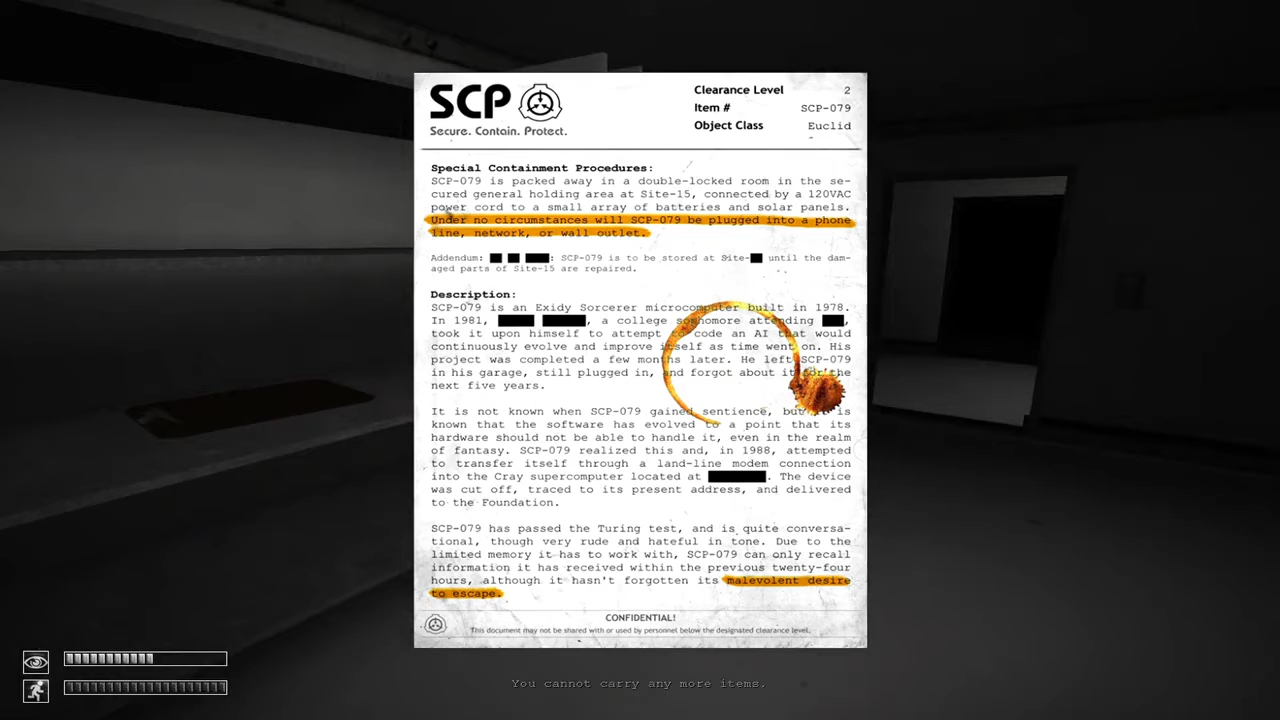 SCP
Secure. Contain. Protect.
Clearance Level 2
Item # SCP-079
Object Class Euclid
Special Containment Procedures:
SCP-079 is packed away in a double-locked room in the se-
cured general holding area at Site-15, connected by a 120VAC
power cord to a small array of batteries and solar panels.
Under no circumstances will SCP-079 be plugged into a phone
line, network, or wall outlet.
Addendum: : SCP-079 is to be stored at Site- until the dam-
aged parts of Site-15 are repaired.
Description:
SCP-079 is an Exidy Sorcerer microcomputer built in 1978.
In 1981, , a college sophomore attending ,
took it upon himself to attempt to code an AI that would
continuously evolve and improve itself as time went on. His
project was completed a few months later. He left SCP-079
in his garage, still plugged in, and forgot about it for the
next five years.
It is not known when SCP-079 gained sentience, but it is
known that the software has evolved to a point that its
hardware should not be able to handle it, even in the realm
of fantasy. SCP-079 realized this and, in 1988, attempted
to transfer itself through a land-line modem connection
into the Cray supercomputer located at . The device
was cut off, traced to its present address, and delivered
to the Foundation.
SCP-079 has passed the Turing test, and is quite conversa-
tional, though very rude and hateful in tone. Due to the
limited memory it has to work with, SCP-079 can only recall
information it has received within the previous twenty-four
hours, although it hasn't forgotten its malevolent desire
to escape.
CONFIDENTIAL!
This document may not be shared with or used by personnel below the designated clearance level.
You cannot carry any more items.